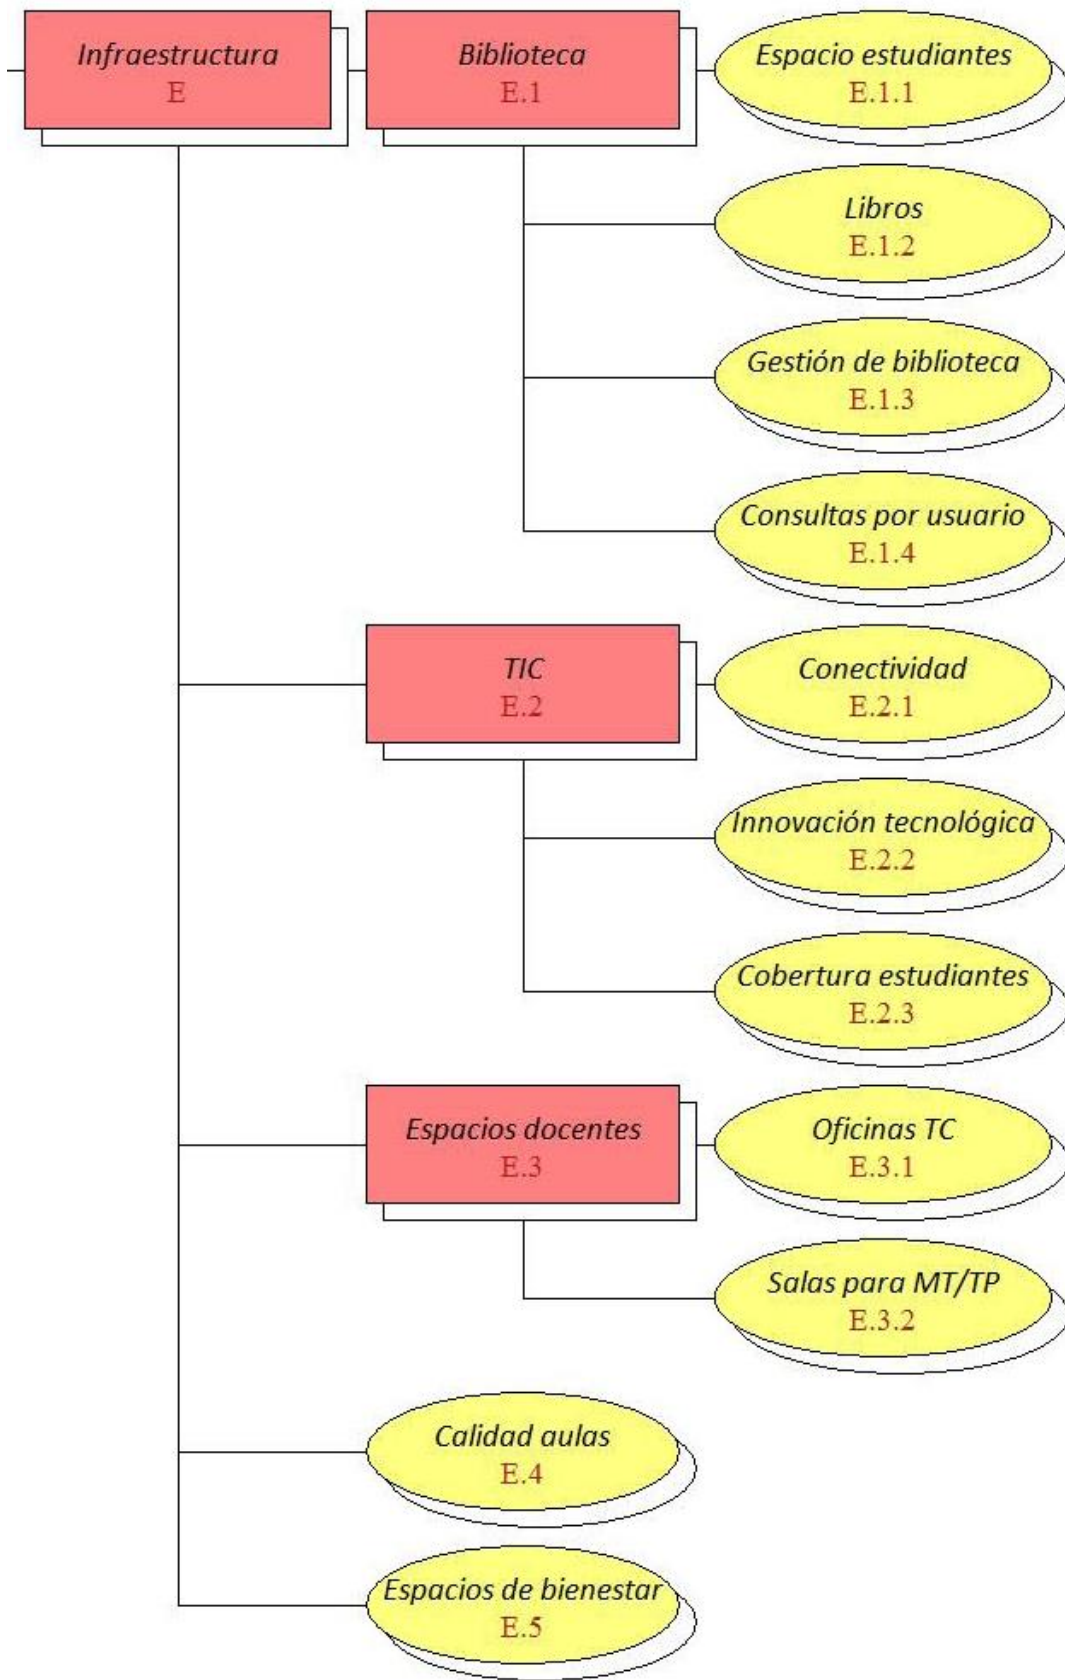 Infraestructura
E
Biblioteca
E.1
Espacio estudiantes
E.1.1
Libros
E.1.2
Gestión de biblioteca
E.1.3
Consultas por usuario
E.1.4
TIC
E.2
Conectividad
E.2.1
Innovación tecnológica
E.2.2
Cobertura estudiantes
E.2.3
Espacios docentes
E.3
Oficinas TC
E.3.1
Salas para MT/TP
E.3.2
Calidad aulas
E.4
Espacios de bienestar
E.5